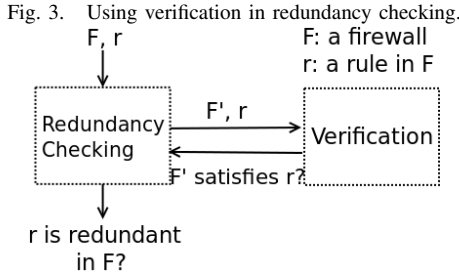 Fig. 3. Using verification in redundancy checking.
F, r
F: a firewall
r: a rule in F
Redundancy
Checking
F', r
Verification
F' satisfies r?
r is redundant
in F?